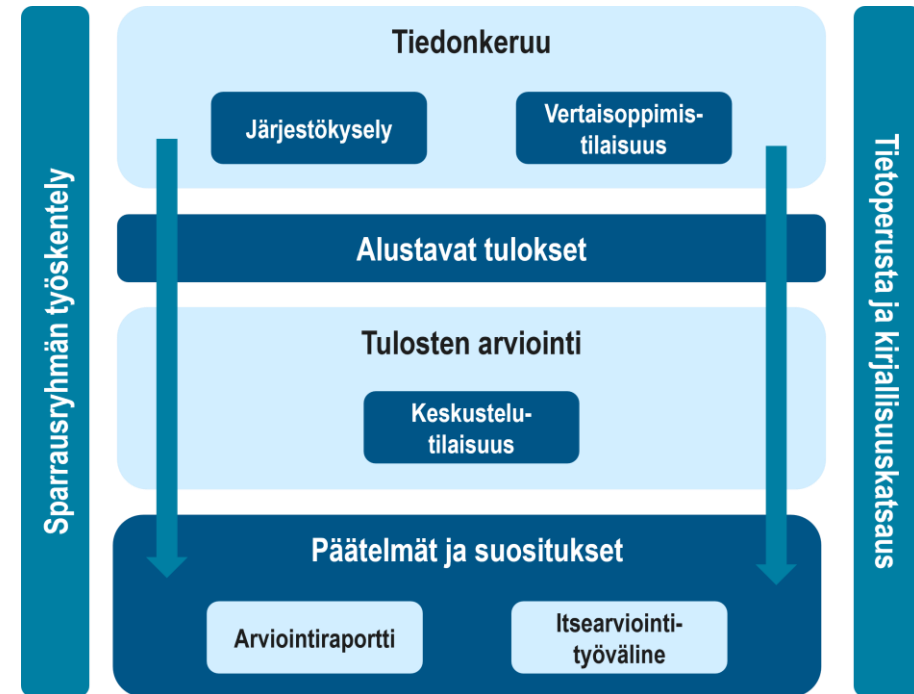 Sparrausryhmän työskentely
Tiedonkeruu
Järjestökysely
Vertaisoppimis-
tilaisuus
Alustavat tulokset
Tulosten arviointi
Keskustelu-
tilaisuus
Päätelmät ja suositukset
Arviointiraportti
Itsearviointi-
työväline
Tietoperusta ja kirjallisuuskatsaus